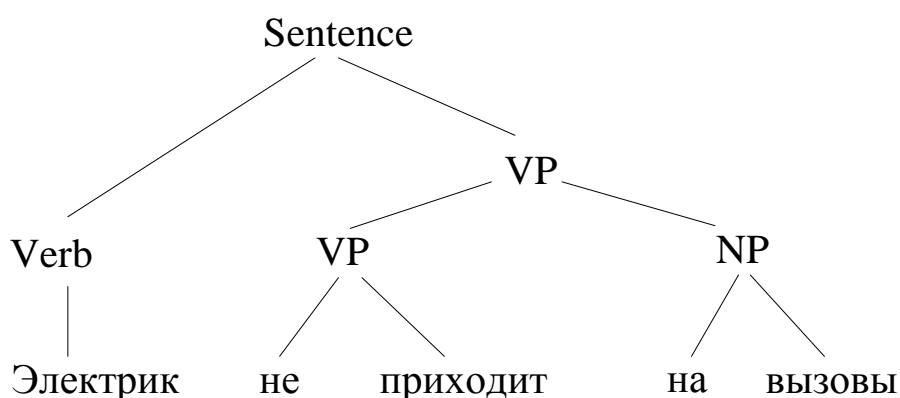 Sentence
VP
Verb VP NP
Электрик не приходит на вызовы